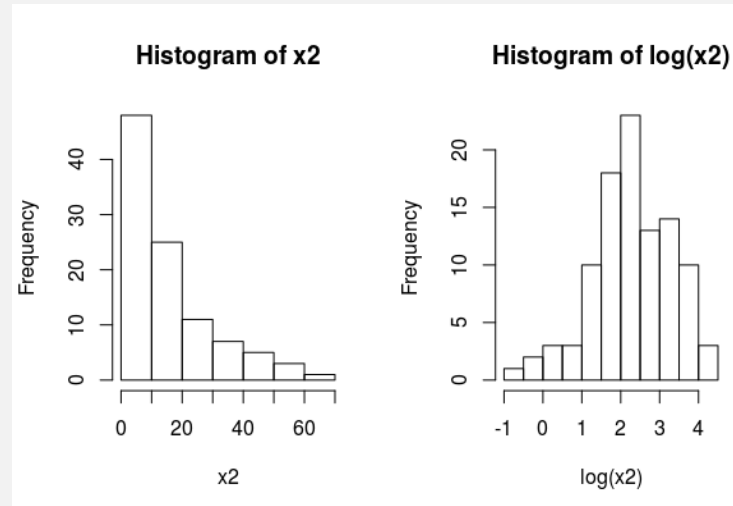 Histogram of x2
Frequency
0 10 20 30 40
0 20 40 60
x2
Histogram of log(x2)
Frequency
0 5 10 15 20
-1 0 1 2 3 4
log(x2)